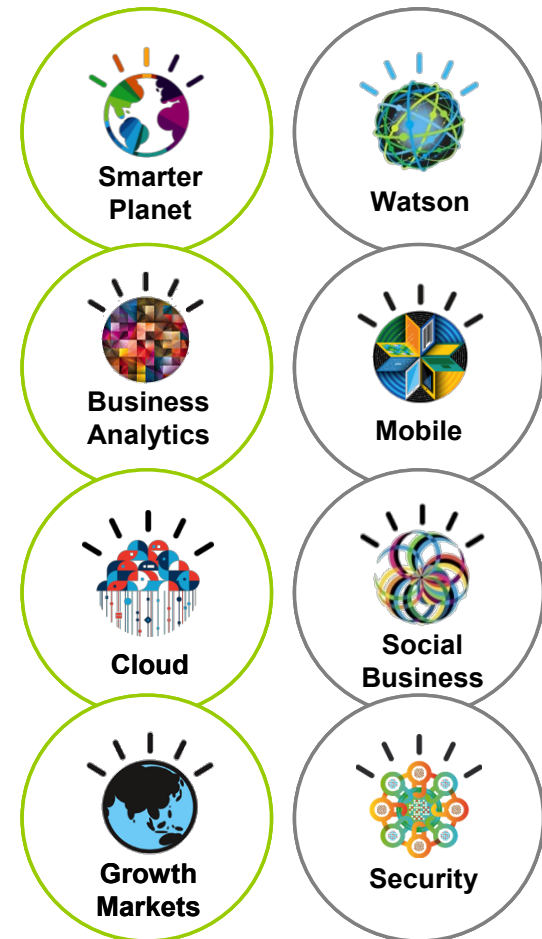 Smarter
Planet
Watson
Business
Analytics
Mobile
Cloud
Social
Business
Growth
Markets
Security